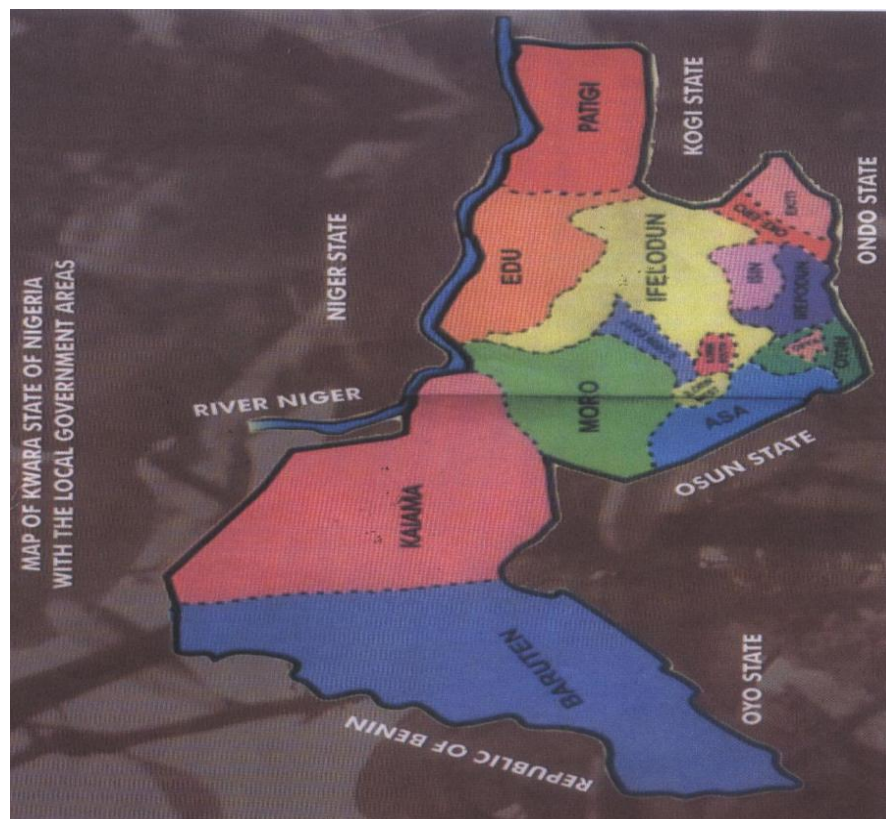 MAP OF KWARA STATE OF NIGERIA
WITH THE LOCAL GOVERNMENT AREAS
NIGER STATE
RIVER NIGER
REPUBLIC OF BENIN
BARUTEN
KAIAMA
MORO
EDU
PATIGI
KOGI STATE
IFELODUN
EKITI
ISIN
OYUN
ASA
ONDO STATE
OSUN STATE
OYO STATE